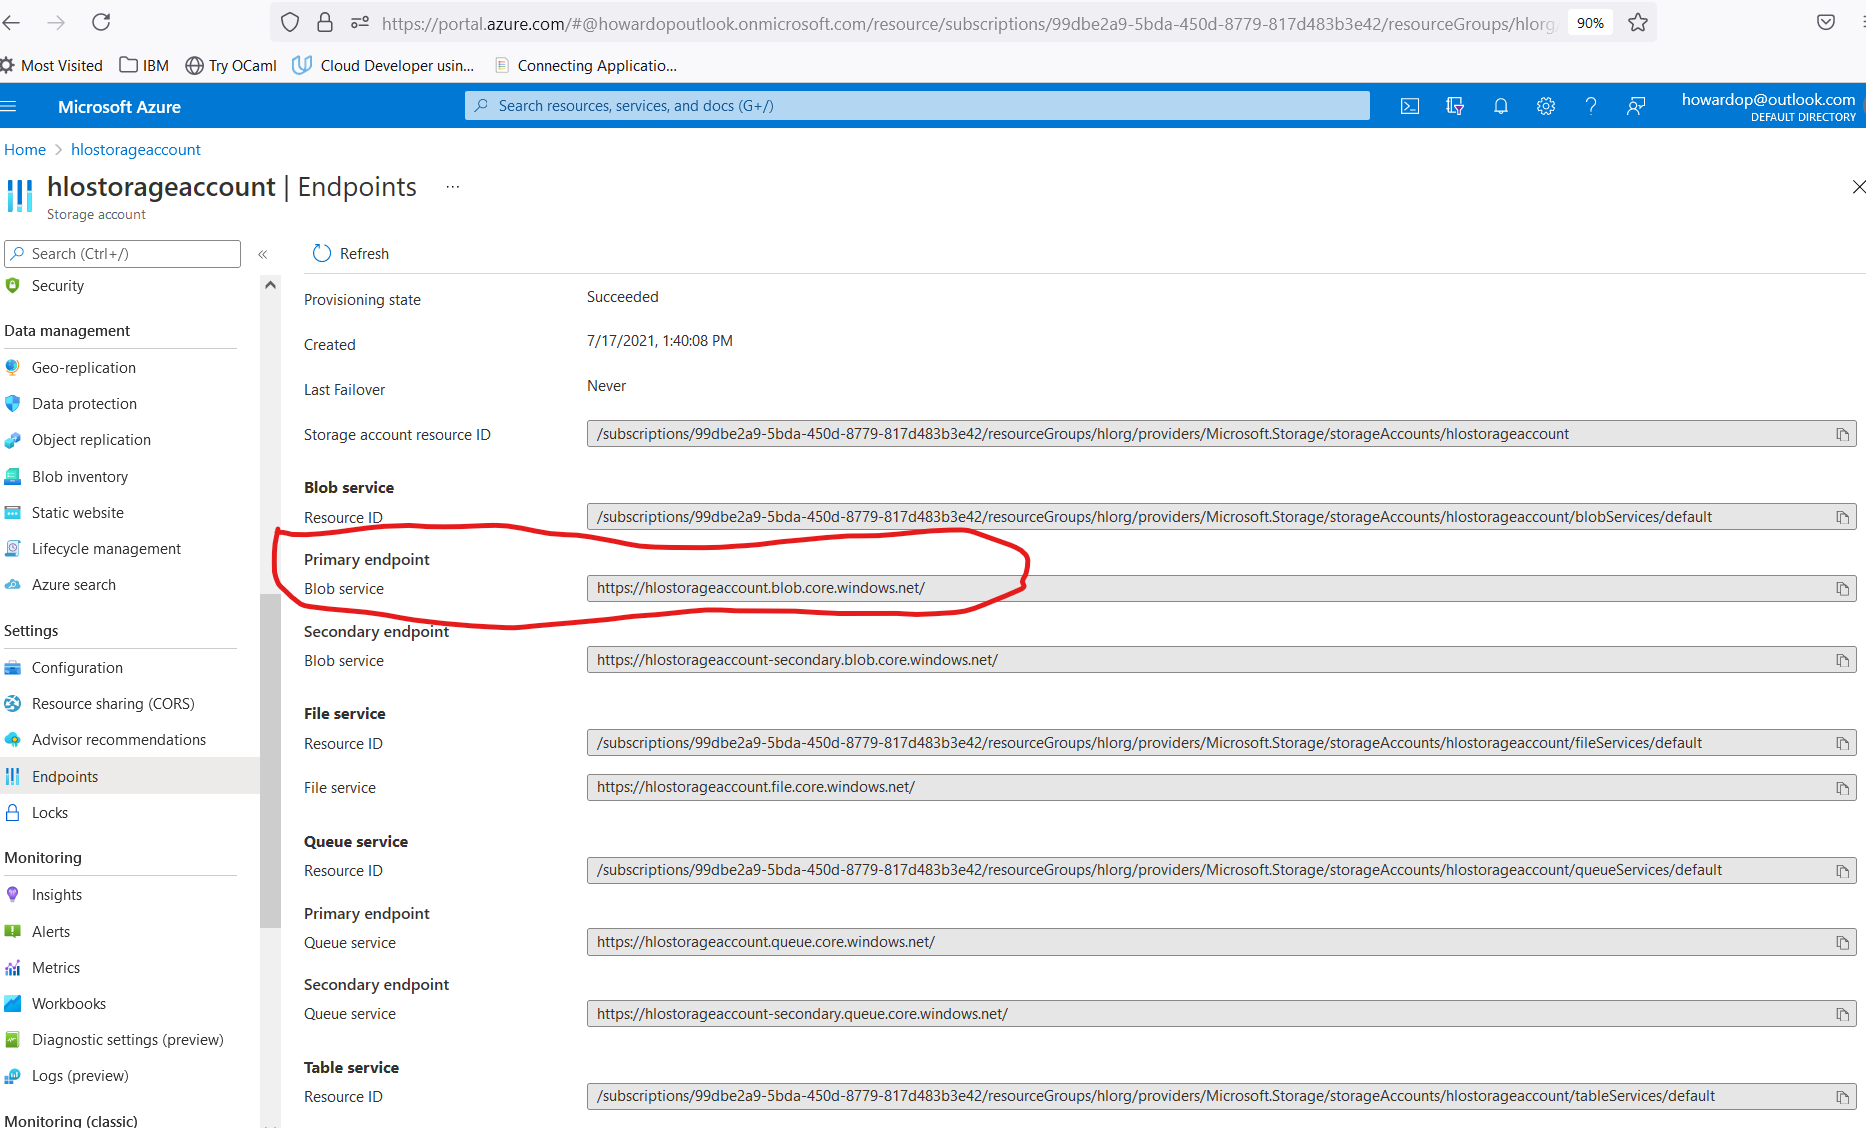 https://portal.azure.com/#@howardopoutlook.onmicrosoft.com/resource/subscriptions/99dbe2a9-5bda-450d-8779-817d483b3e42/resourceGroups/hlorg/ 90%
Most Visited IBM Try OCaml Cloud Developer usin... Connecting Applicatio...
Microsoft Azure Search resources, services, and docs (G+/) howardop@outlook.com
DEFAULT DIRECTORY
Home > hlostorageaccount
hlostorageaccount | Endpoints ...
Storage account
Search (Ctrl+/) «
Security
Data management
Geo-replication
Data protection
Object replication
Blob inventory
Static website
Lifecycle management
Azure search
Settings
Configuration
Resource sharing (CORS)
Advisor recommendations
Endpoints
Locks
Monitoring
Insights
Alerts
Metrics
Workbooks
Diagnostic settings (preview)
Logs (preview)
Monitoring (classic)
Refresh
Provisioning state Succeeded
Created 7/17/2021, 1:40:08 PM
Last Failover Never
Storage account resource ID /subscriptions/99dbe2a9-5bda-450d-8779-817d483b3e42/resourceGroups/hlorg/providers/Microsoft.Storage/storageAccounts/hlostorageaccount
Blob service
Resource ID /subscriptions/99dbe2a9-5bda-450d-8779-817d483b3e42/resourceGroups/hlorg/providers/Microsoft.Storage/storageAccounts/hlostorageaccount/blobServices/default
Primary endpoint
Blob service https://hlostorageaccount.blob.core.windows.net/
Secondary endpoint
Blob service https://hlostorageaccount-secondary.blob.core.windows.net/
File service
Resource ID /subscriptions/99dbe2a9-5bda-450d-8779-817d483b3e42/resourceGroups/hlorg/providers/Microsoft.Storage/storageAccounts/hlostorageaccount/fileServices/default
File service https://hlostorageaccount.file.core.windows.net/
Queue service
Resource ID /subscriptions/99dbe2a9-5bda-450d-8779-817d483b3e42/resourceGroups/hlorg/providers/Microsoft.Storage/storageAccounts/hlostorageaccount/queueServices/default
Primary endpoint
Queue service https://hlostorageaccount.queue.core.windows.net/
Secondary endpoint
Queue service https://hlostorageaccount-secondary.queue.core.windows.net/
Table service
Resource ID /subscriptions/99dbe2a9-5bda-450d-8779-817d483b3e42/resourceGroups/hlorg/providers/Microsoft.Storage/storageAccounts/hlostorageaccount/tableServices/default